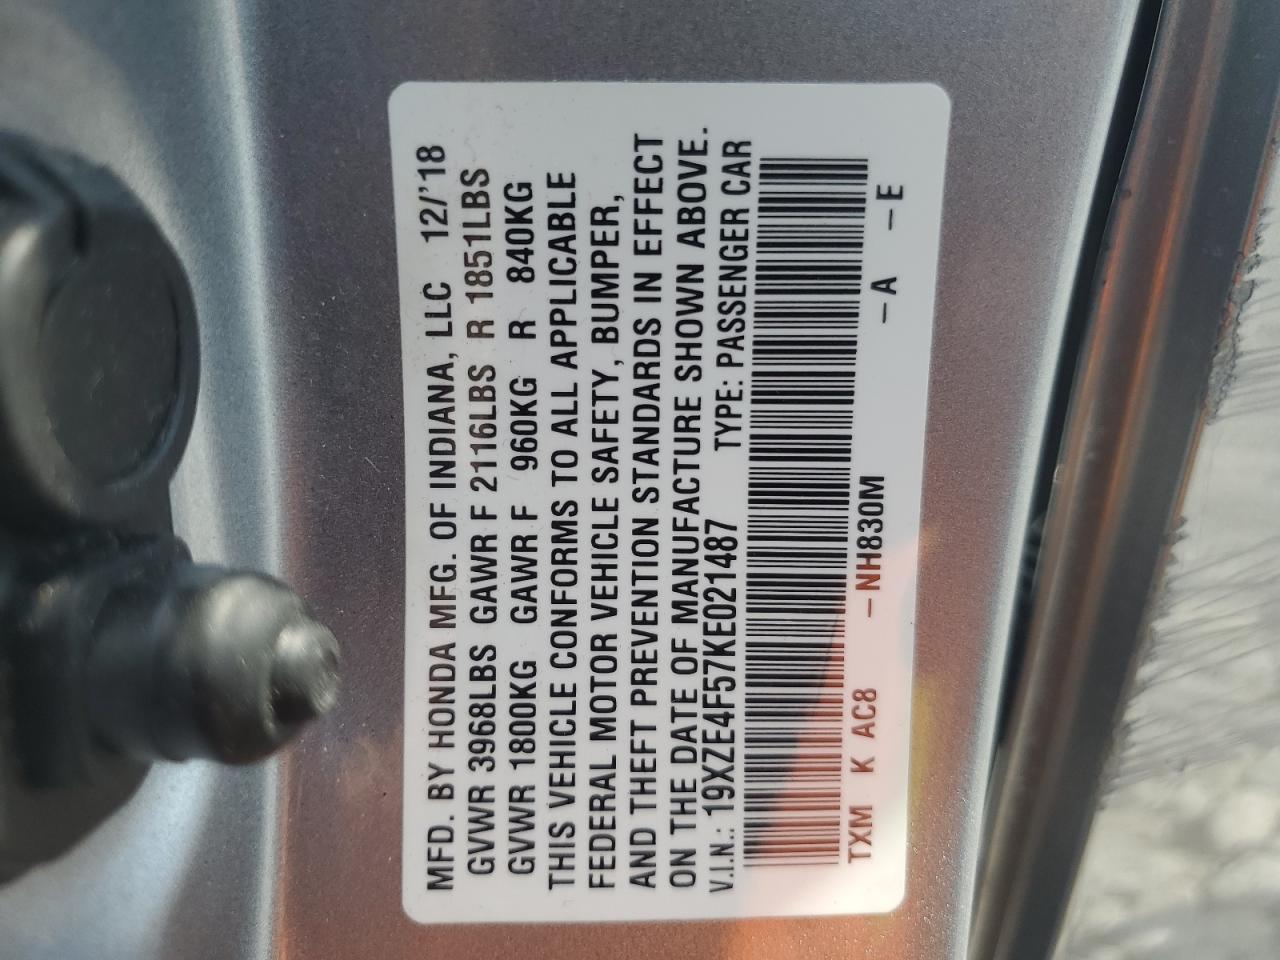 MFD. BY HONDA MFG. OF INDIANA, LLC 12/'18
GVWR 3968LBS GAWR F 2116LBS R 1851LBS
GVWR 1800KG GAWR F 960KG R 840KG
THIS VEHICLE CONFORMS TO ALL APPLICABLE
FEDERAL MOTOR VEHICLE SAFETY, BUMPER,
AND THEFT PREVENTION STANDARDS IN EFFECT
ON THE DATE OF MANUFACTURE SHOWN ABOVE.
V.I.N.: 19XZE4F57KE021487 TYPE: PASSENGER CAR
TXM K AC8 –NH830M –A –E